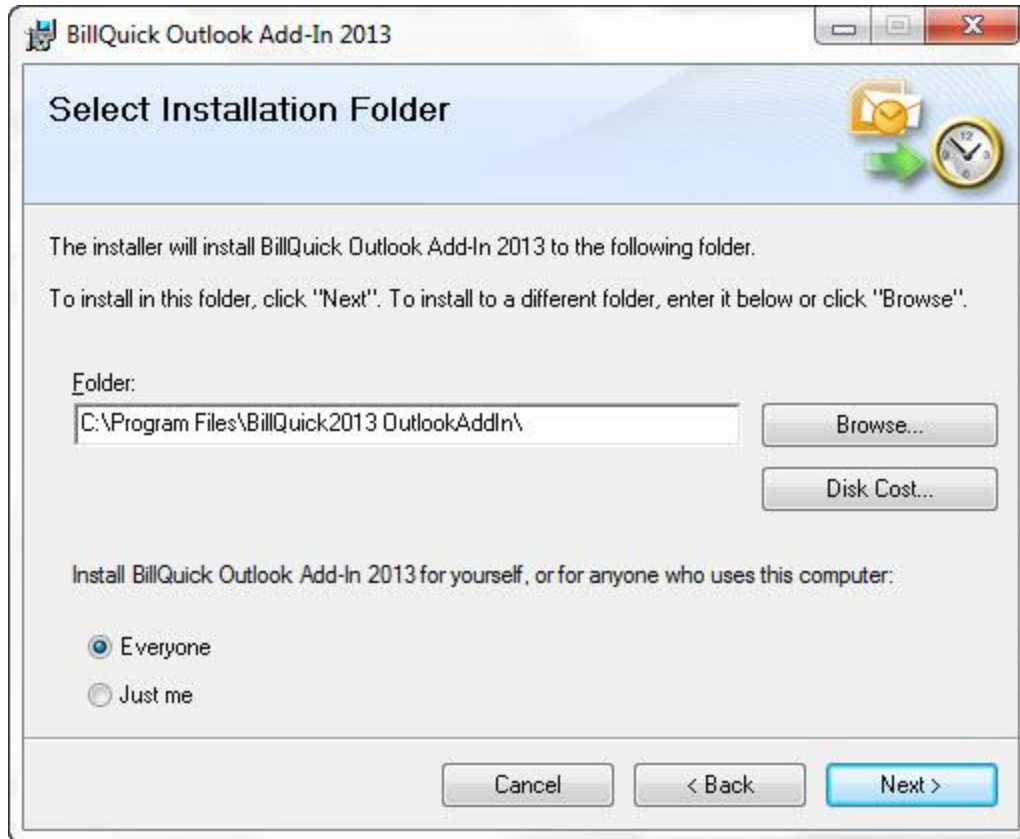 BillQuick Outlook Add-In 2013
Select Installation Folder
The installer will install BillQuick Outlook Add-In 2013 to the following folder.
To install in this folder, click "Next". To install to a different folder, enter it below or click "Browse".
Folder:
C:\Program Files\BillQuick2013 OutlookAddIn\
Browse...
Disk Cost...
Install BillQuick Outlook Add-In 2013 for yourself, or for anyone who uses this computer:
Everyone
Just me
Cancel
< Back
Next >